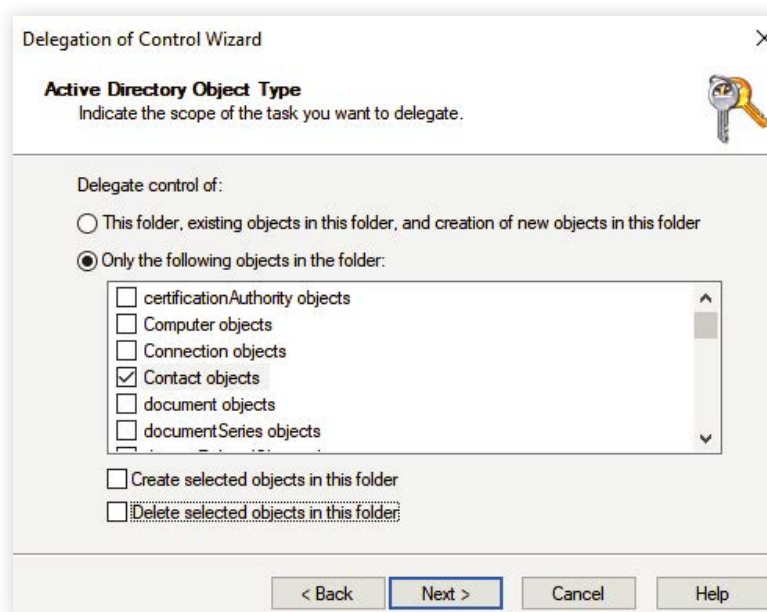 Delegation of Control Wizard
Active Directory Object Type
Indicate the scope of the task you want to delegate.
Delegate control of:
This folder, existing objects in this folder, and creation of new objects in this folder
Only the following objects in the folder:
certificationAuthority objects
Computer objects
Connection objects
Contact objects
document objects
documentSeries objects
Create selected objects in this folder
Delete selected objects in this folder
< Back Next > Cancel Help